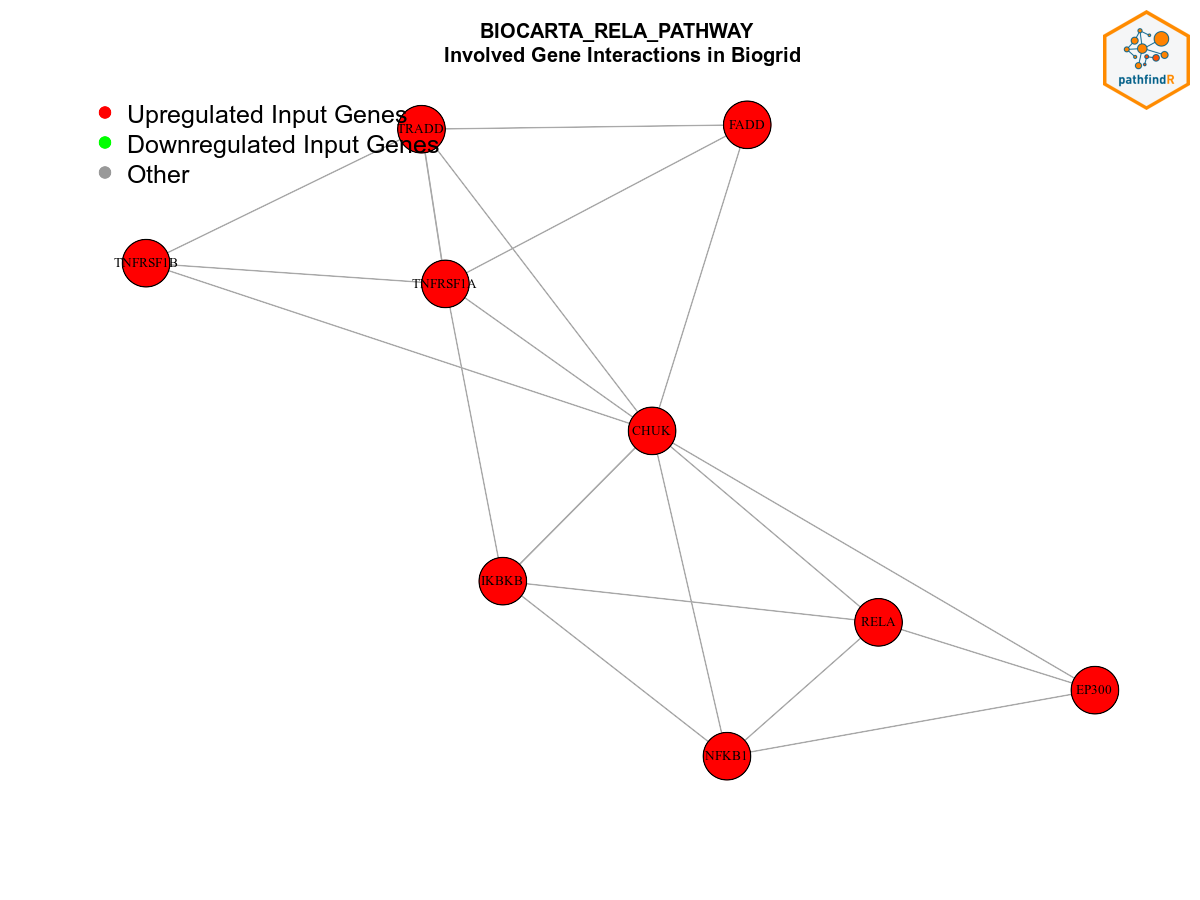 BIOCARTA_RELA_PATHWAY
Involved Gene Interactions in Biogrid
pathfindR
Upregulated Input Genes
Downregulated Input Genes
Other
TRADD
FADD
TNFRSF1B
TNFRSF1A
CHUK
IKBKB
RELA
EP300
NFKB1